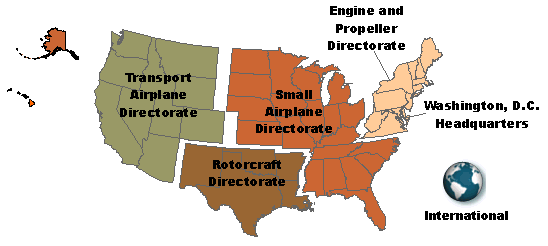 Engine and
Propeller
Directorate
Transport
Airplane
Directorate
Small
Airplane
Directorate
Washington, D.C.
Headquarters
Rotorcraft
Directorate
International